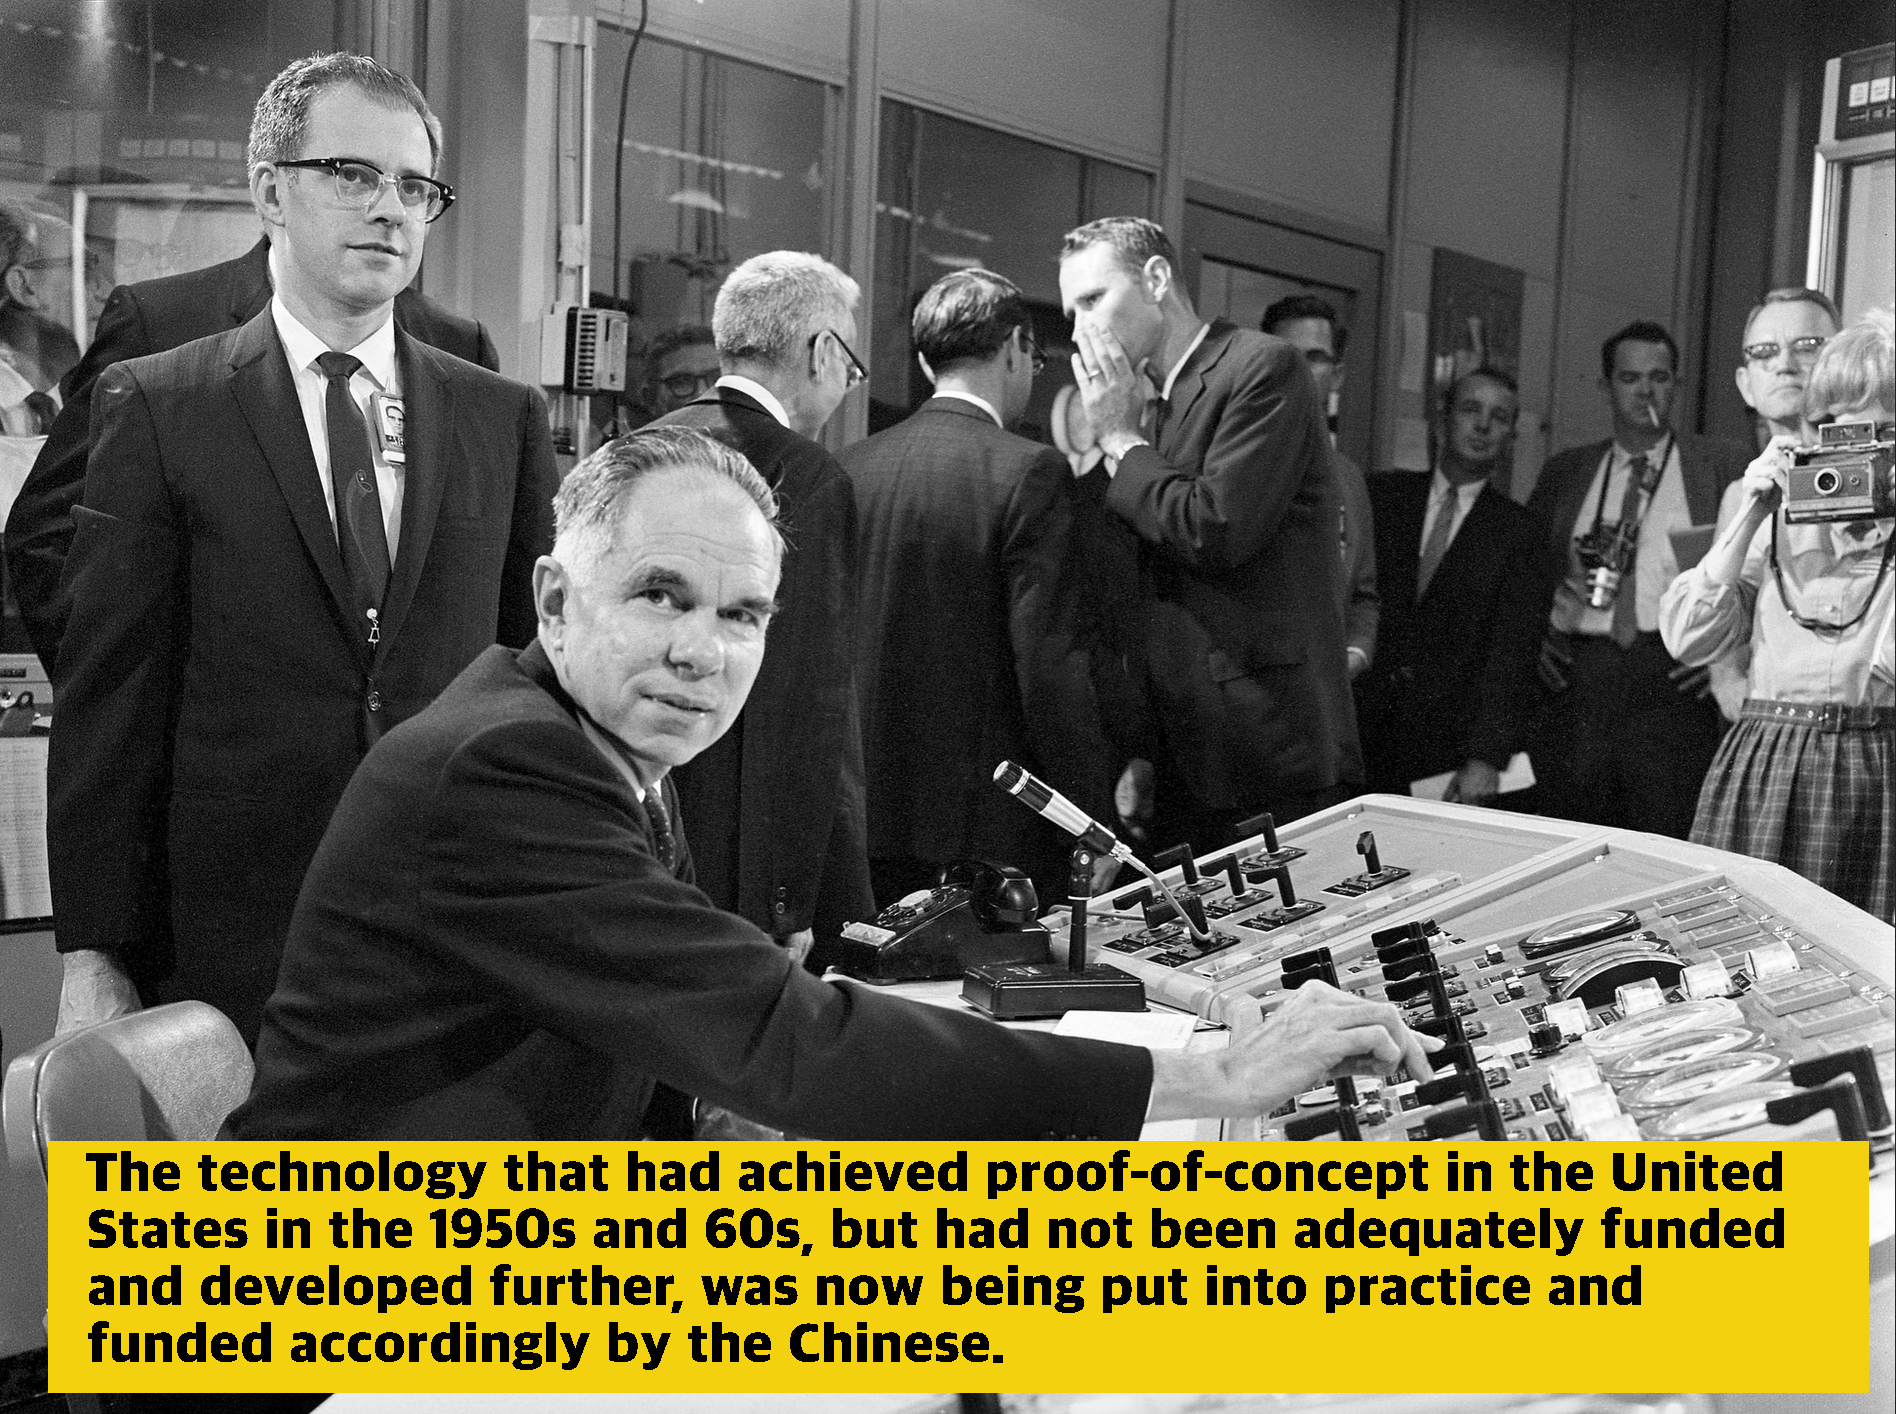 The technology that had achieved proof-of-concept in the United
States in the 1950s and 60s, but had not been adequately funded
and developed further, was now being put into practice and
funded accordingly by the Chinese.